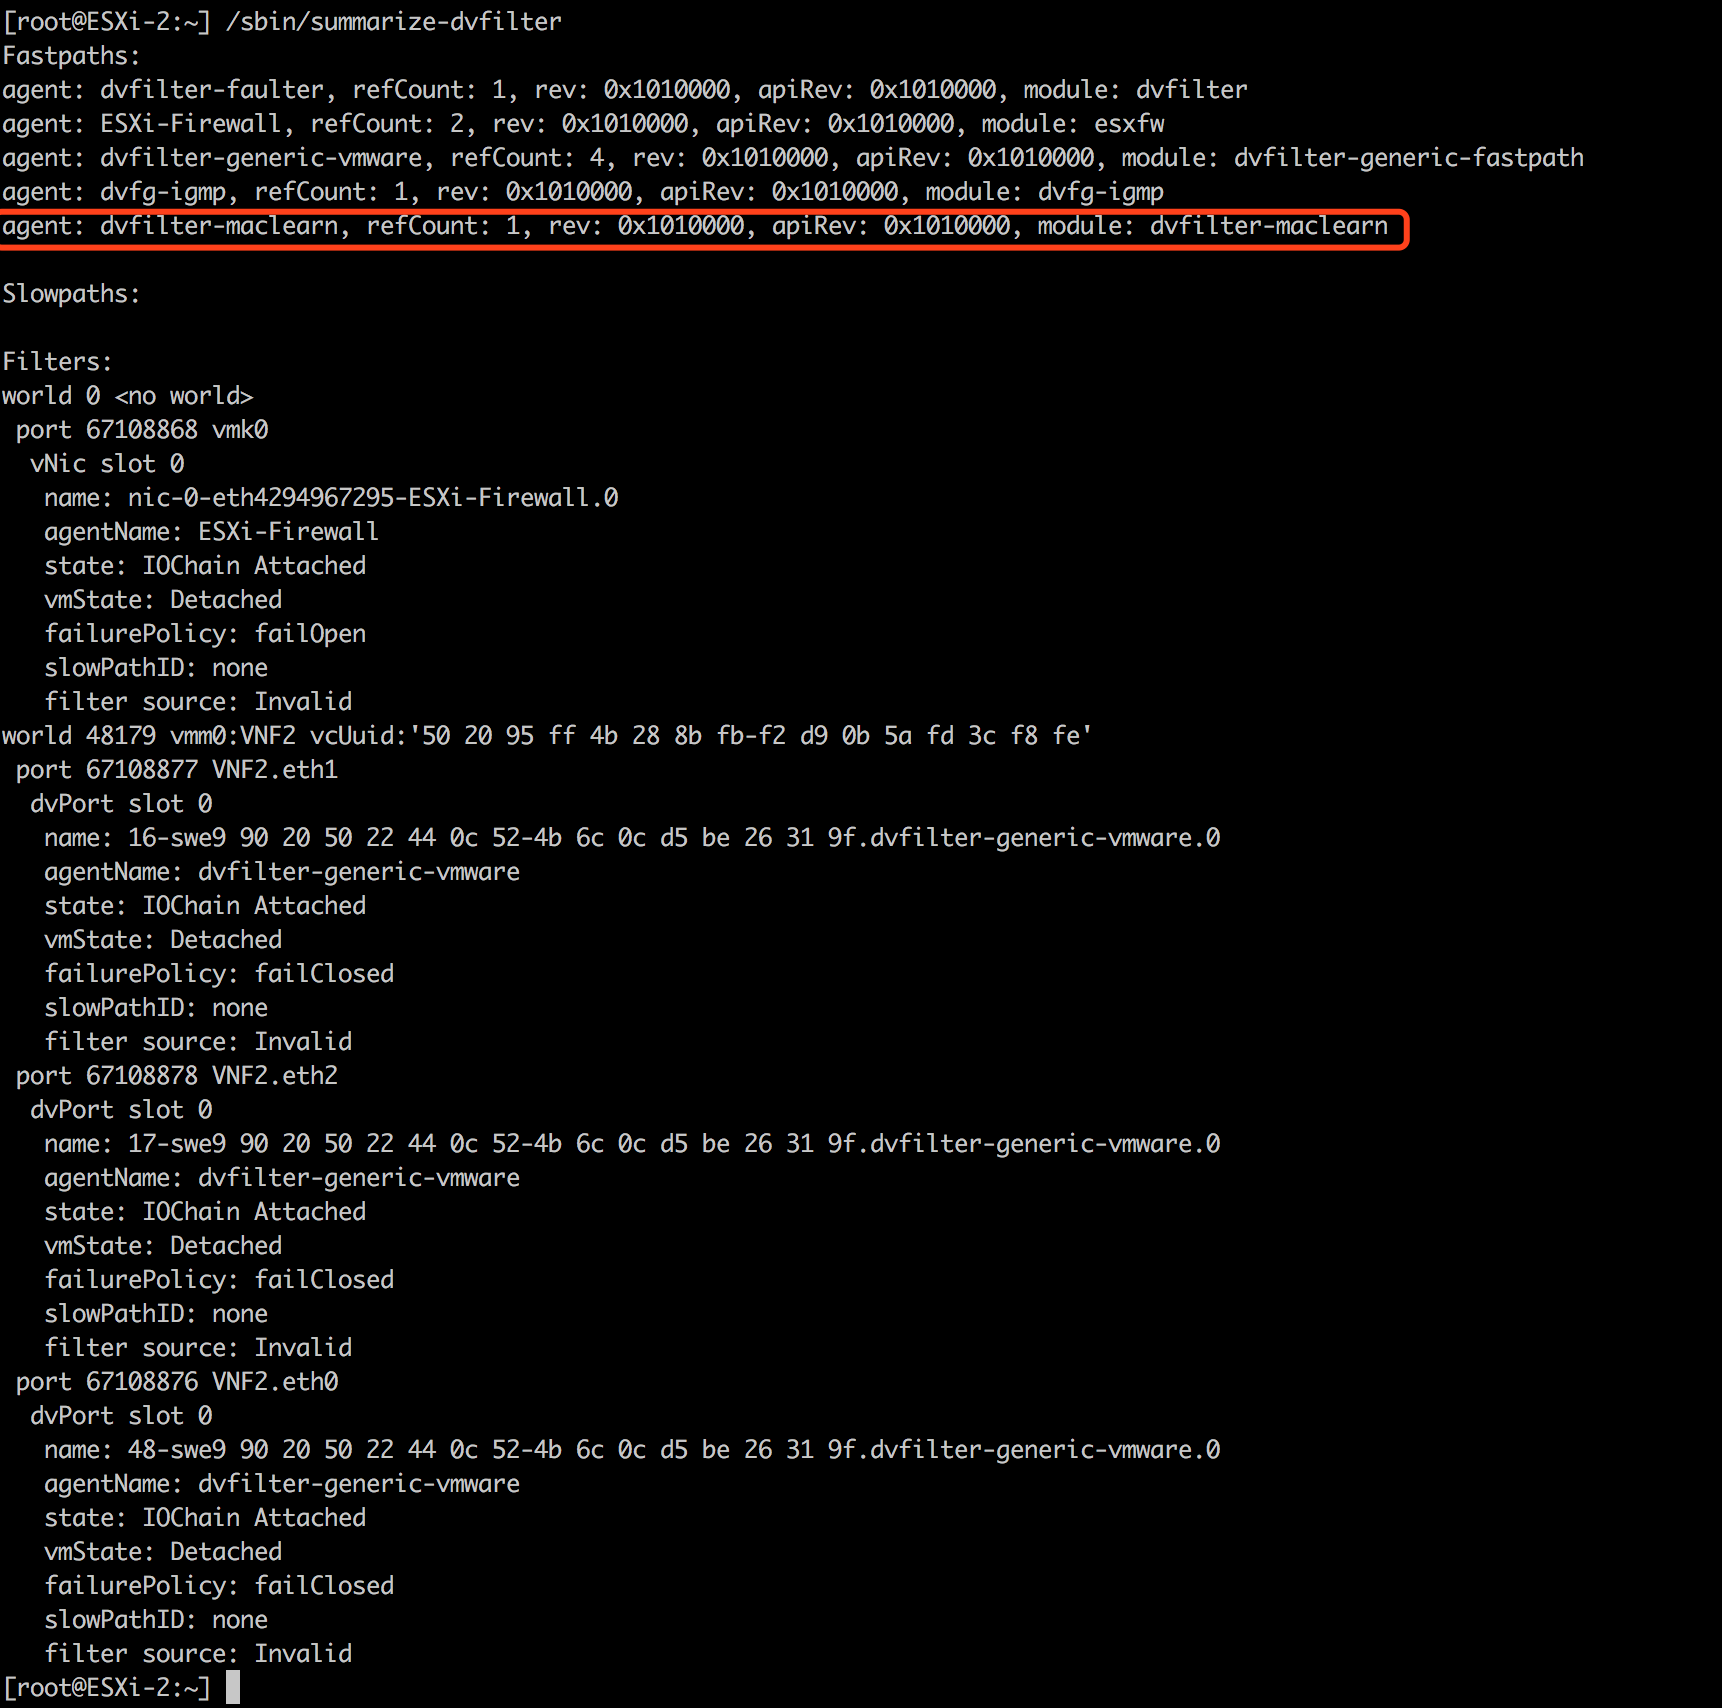 [root@ESXi-2:~] /sbin/summarize-dvfilter
Fastpaths:
agent: dvfilter-faulter, refCount: 1, rev: 0x1010000, apiRev: 0x1010000, module: dvfilter
agent: ESXi-Firewall, refCount: 2, rev: 0x1010000, apiRev: 0x1010000, module: esxfw
agent: dvfilter-generic-vmware, refCount: 4, rev: 0x1010000, apiRev: 0x1010000, module: dvfilter-generic-fastpath
agent: dvfg-igmp, refCount: 1, rev: 0x1010000, apiRev: 0x1010000, module: dvfg-igmp
agent: dvfilter-maclearn, refCount: 1, rev: 0x1010000, apiRev: 0x1010000, module: dvfilter-maclearn
Slowpaths:
Filters:
world 0 <no world>
port 67108868 vmk0
vNic slot 0
name: nic-0-eth4294967295-ESXi-Firewall.0
agentName: ESXi-Firewall
state: IOChain Attached
vmState: Detached
failurePolicy: failOpen
slowPathID: none
filter source: Invalid
world 48179 vmm0:VNF2 vcUuid:'50 20 95 ff 4b 28 8b fb-f2 d9 0b 5a fd 3c f8 fe'
port 67108877 VNF2.eth1
dvPort slot 0
name: 16-swe9 90 20 50 22 44 0c 52-4b 6c 0c d5 be 26 31 9f.dvfilter-generic-vmware.0
agentName: dvfilter-generic-vmware
state: IOChain Attached
vmState: Detached
failurePolicy: failClosed
slowPathID: none
filter source: Invalid
port 67108878 VNF2.eth2
dvPort slot 0
name: 17-swe9 90 20 50 22 44 0c 52-4b 6c 0c d5 be 26 31 9f.dvfilter-generic-vmware.0
agentName: dvfilter-generic-vmware
state: IOChain Attached
vmState: Detached
failurePolicy: failClosed
slowPathID: none
filter source: Invalid
port 67108876 VNF2.eth0
dvPort slot 0
name: 48-swe9 90 20 50 22 44 0c 52-4b 6c 0c d5 be 26 31 9f.dvfilter-generic-vmware.0
agentName: dvfilter-generic-vmware
state: IOChain Attached
vmState: Detached
failurePolicy: failClosed
slowPathID: none
filter source: Invalid
[root@ESXi-2:~]